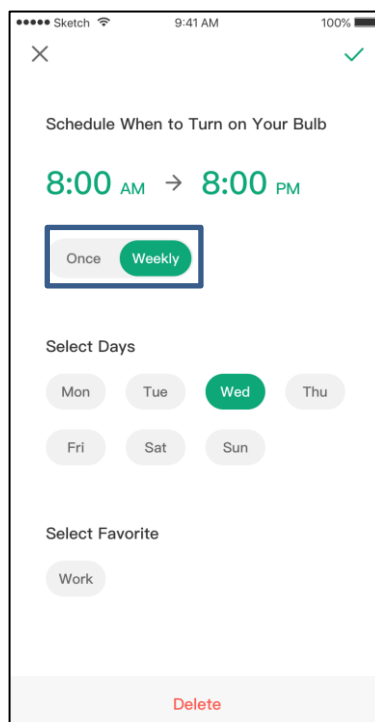 Sketch 9:41 AM 100%
Schedule When to Turn on Your Bulb
8:00 AM → 8:00 PM
Once Weekly
Select Days
Mon Tue Wed Thu
Fri Sat Sun
Select Favorite
Work
Delete